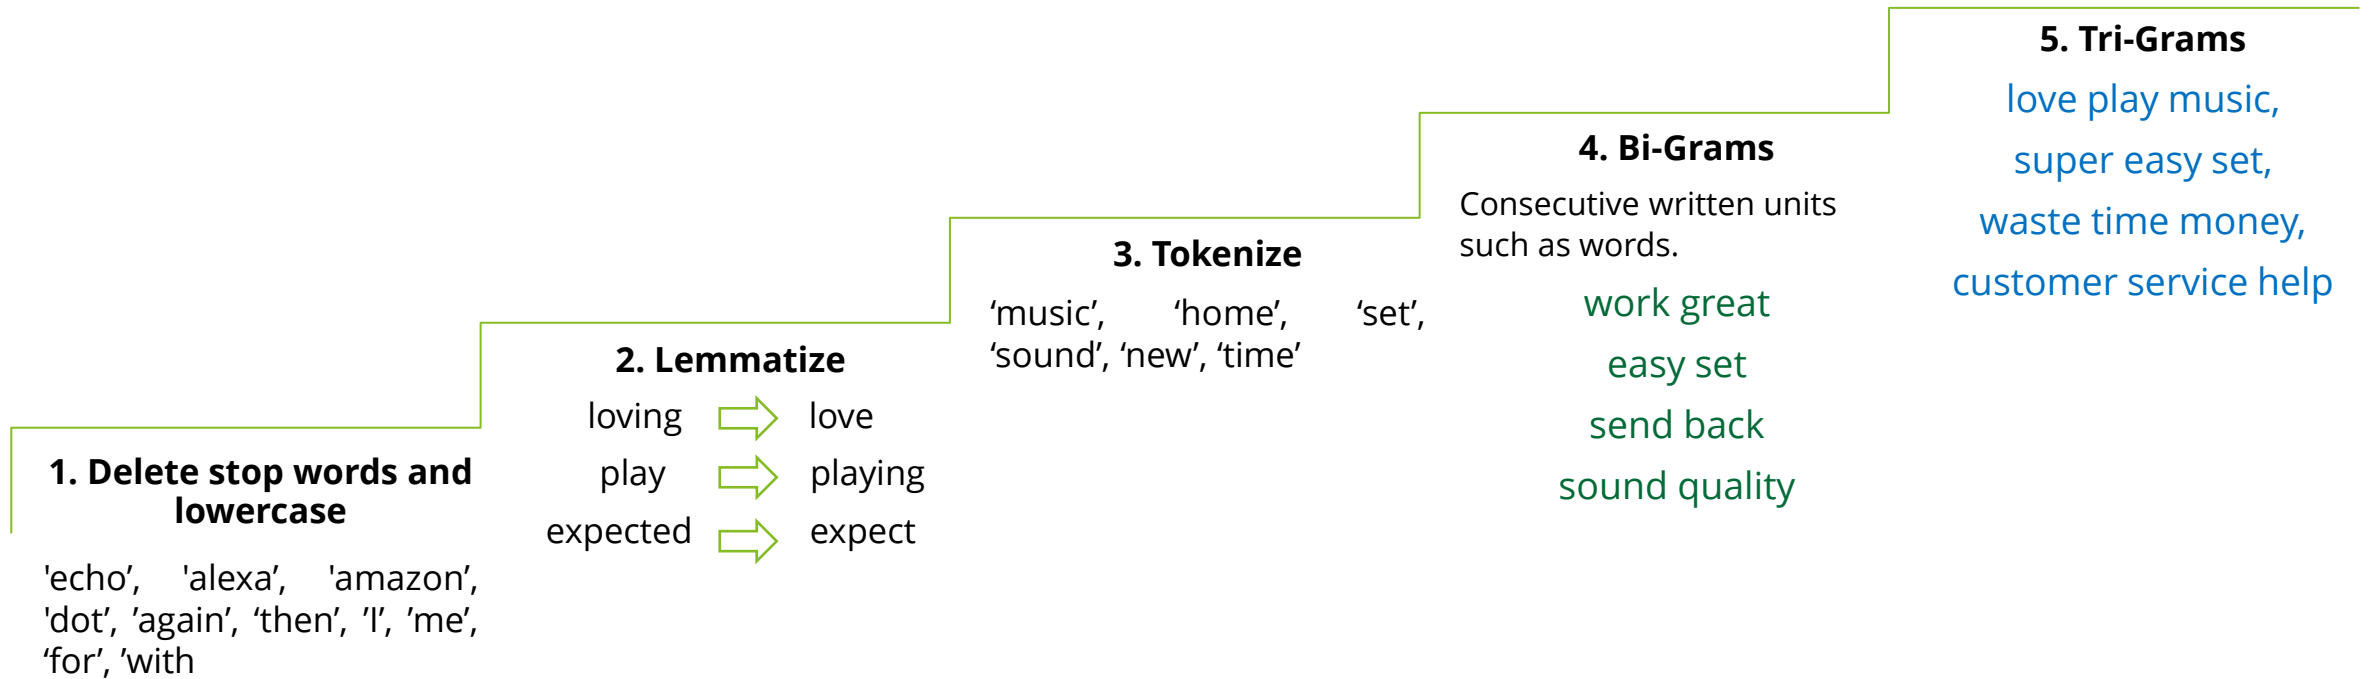 1. Delete stop words and
lowercase
'echo’, 'alexa’, 'amazon’,
'dot’, ’again’, ‘then’, ’I’, ’me’,
‘for’, ’with
2. Lemmatize
loving love
play playing
expected expect
3. Tokenize
‘music’, ‘home’, ‘set’,
‘sound’, ‘new’, ‘time’
4. Bi-Grams
Consecutive written units
such as words.
work great
easy set
send back
sound quality
5. Tri-Grams
love play music,
super easy set,
waste time money,
customer service help